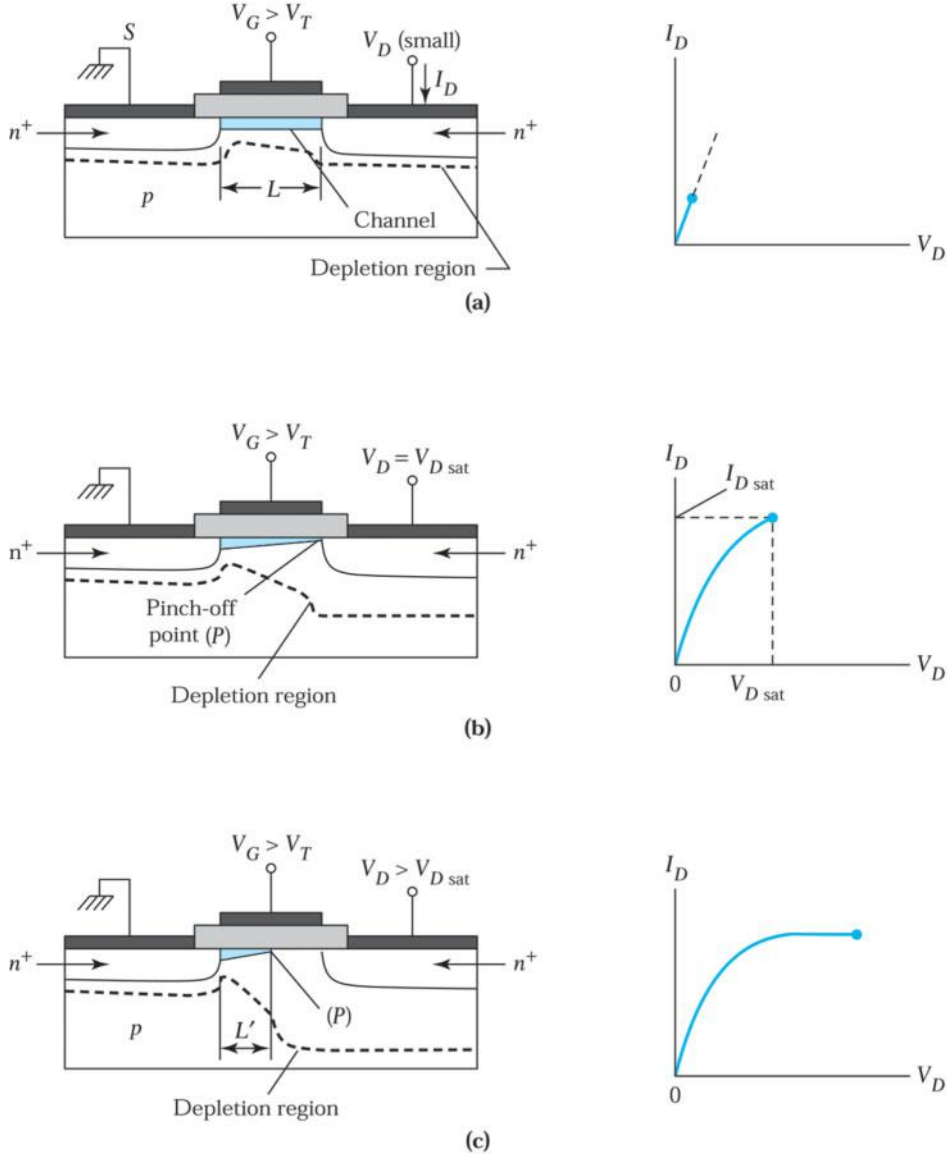 V_G > V_T
S
V_D (small)
I_D
n⁺
n⁺
L
p
Channel
Depletion region
I_D
V_D
(a)
V_G > V_T
V_D = V_D sat
n⁺
n⁺
Pinch-off
point (P)
Depletion region
I_D
I_D sat
0
V_D sat
V_D
(b)
V_G > V_T
V_D > V_D sat
n⁺
n⁺
(P)
p
L′
Depletion region
I_D
0
V_D
(c)